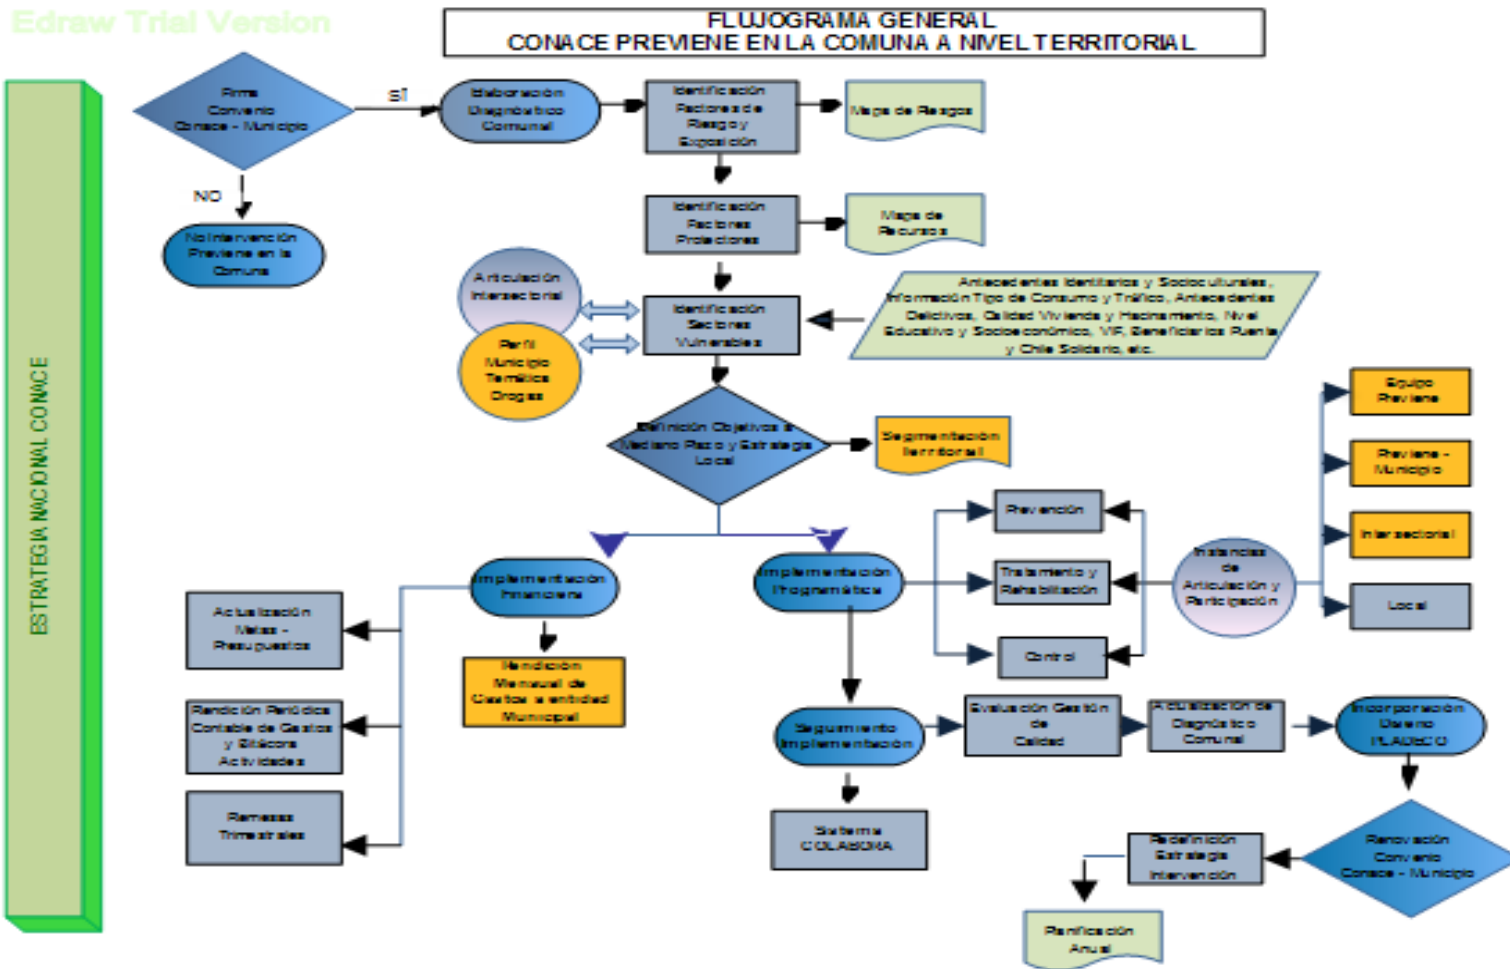 Edraw Trial Version
FLUJOGRAMA GENERAL
CONACE PREVIENE EN LA COMUNA A NIVEL TERRITORIAL
ESTRATEGIA NACIONAL CONACE
Firma
Convenio
Conace - Municipio
SÍ
NO
No Intervención
Previene en la
Comuna
Elaboración
Diagnóstico
Comunal
Identificación
Factores de
Riesgo y
Exposición
Mapa de Riesgos
Identificación
Factores
Protectores
Mapa de
Recursos
Articulación
Intersectorial
Perfil
Municipio
Temática
Drogas
Identificación
Sectores
Vulnerables
Antecedentes Identitarios y Socioculturales,
Información Tipo de Consumo y Tráfico, Antecedentes
Delictivos, Calidad Vivienda y Hacinamiento, Nivel
Educativo y Socioeconómico, VIF, Beneficiarios Puente
y Chile Solidario, etc.
Definición Objetivos a
Mediano Plazo y Estrategia
Local
Segmentación
Territorial
Implementación
Financiera
Implementación
Programática
Actualización
Metas -
Presupuestos
Rendición Periódica
Contable de Gastos
y Bitácora
Actividades
Remesas
Trimestrales
Rendición
Mensual de
Gastos a entidad
Municipal
Prevención
Tratamiento y
Rehabilitación
Control
Instancias
de
Articulación y
Participación
Equipo
Previene
Previene -
Municipio
Intersectorial
Local
Seguimiento
Implementación
Sistema
COLABORA
Evaluación Gestión
de
Calidad
Actualización de
Diagnóstico
Comunal
Incorporación
Diseño
PLADECO
Renovación
Convenio
Conace - Municipio
Redefinición
Estrategia
Intervención
Planificación
Anual